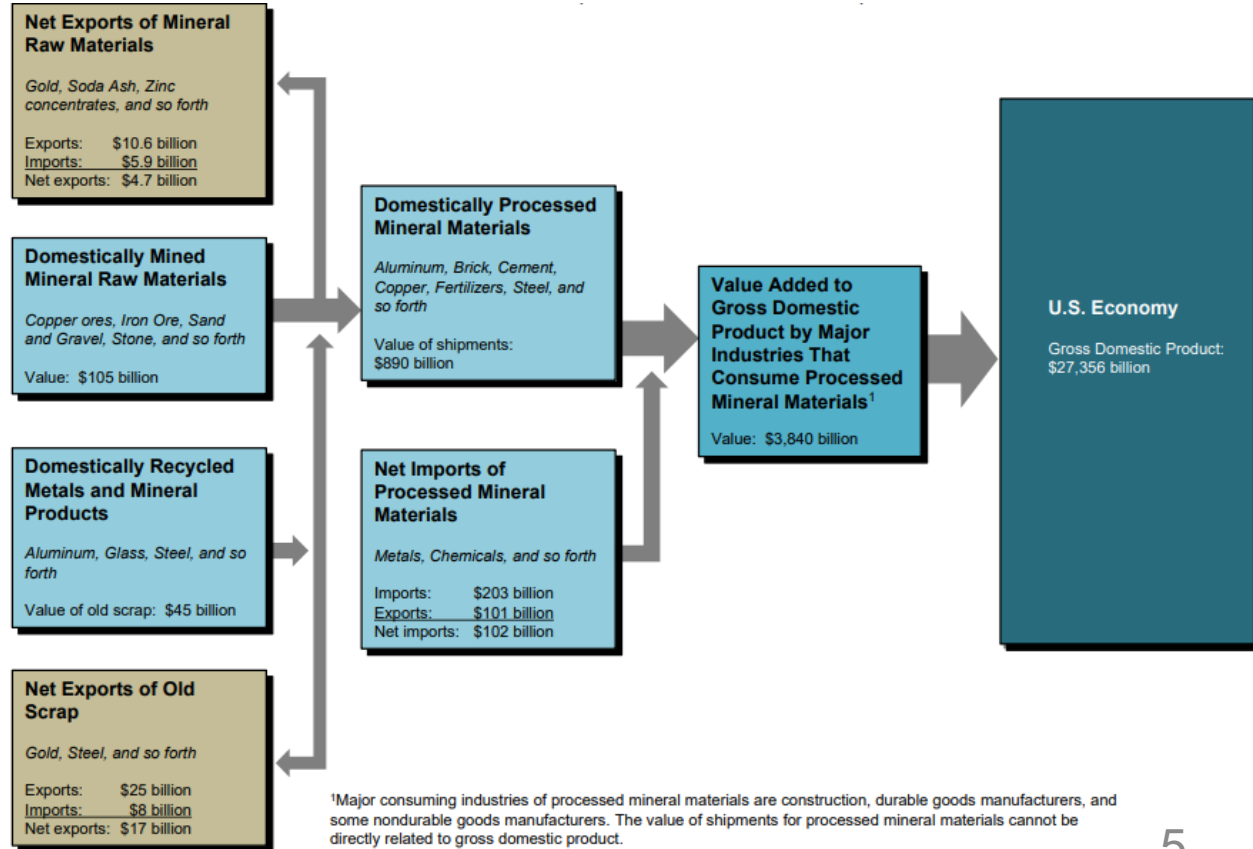 Net Exports of Mineral
Raw Materials
Gold, Soda Ash, Zinc
concentrates, and so forth
Exports: $10.6 billion
Imports: $5.9 billion
Net exports: $4.7 billion
Domestically Mined
Mineral Raw Materials
Copper ores, Iron Ore, Sand
and Gravel, Stone, and so forth
Value: $105 billion
Domestically Recycled
Metals and Mineral
Products
Aluminum, Glass, Steel, and so
forth
Value of old scrap: $45 billion
Net Exports of Old
Scrap
Gold, Steel, and so forth
Exports: $25 billion
Imports: $8 billion
Net exports: $17 billion
Domestically Processed
Mineral Materials
Aluminum, Brick, Cement,
Copper, Fertilizers, Steel, and
so forth
Value of shipments:
$890 billion
Net Imports of
Processed Mineral
Materials
Metals, Chemicals, and so forth
Imports: $203 billion
Exports: $101 billion
Net imports: $102 billion
Value Added to
Gross Domestic
Product by Major
Industries That
Consume Processed
Mineral Materials¹
Value: $3,840 billion
U.S. Economy
Gross Domestic Product:
$27,356 billion
¹Major consuming industries of processed mineral materials are construction, durable goods manufacturers, and
some nondurable goods manufacturers. The value of shipments for processed mineral materials cannot be
directly related to gross domestic product.
5